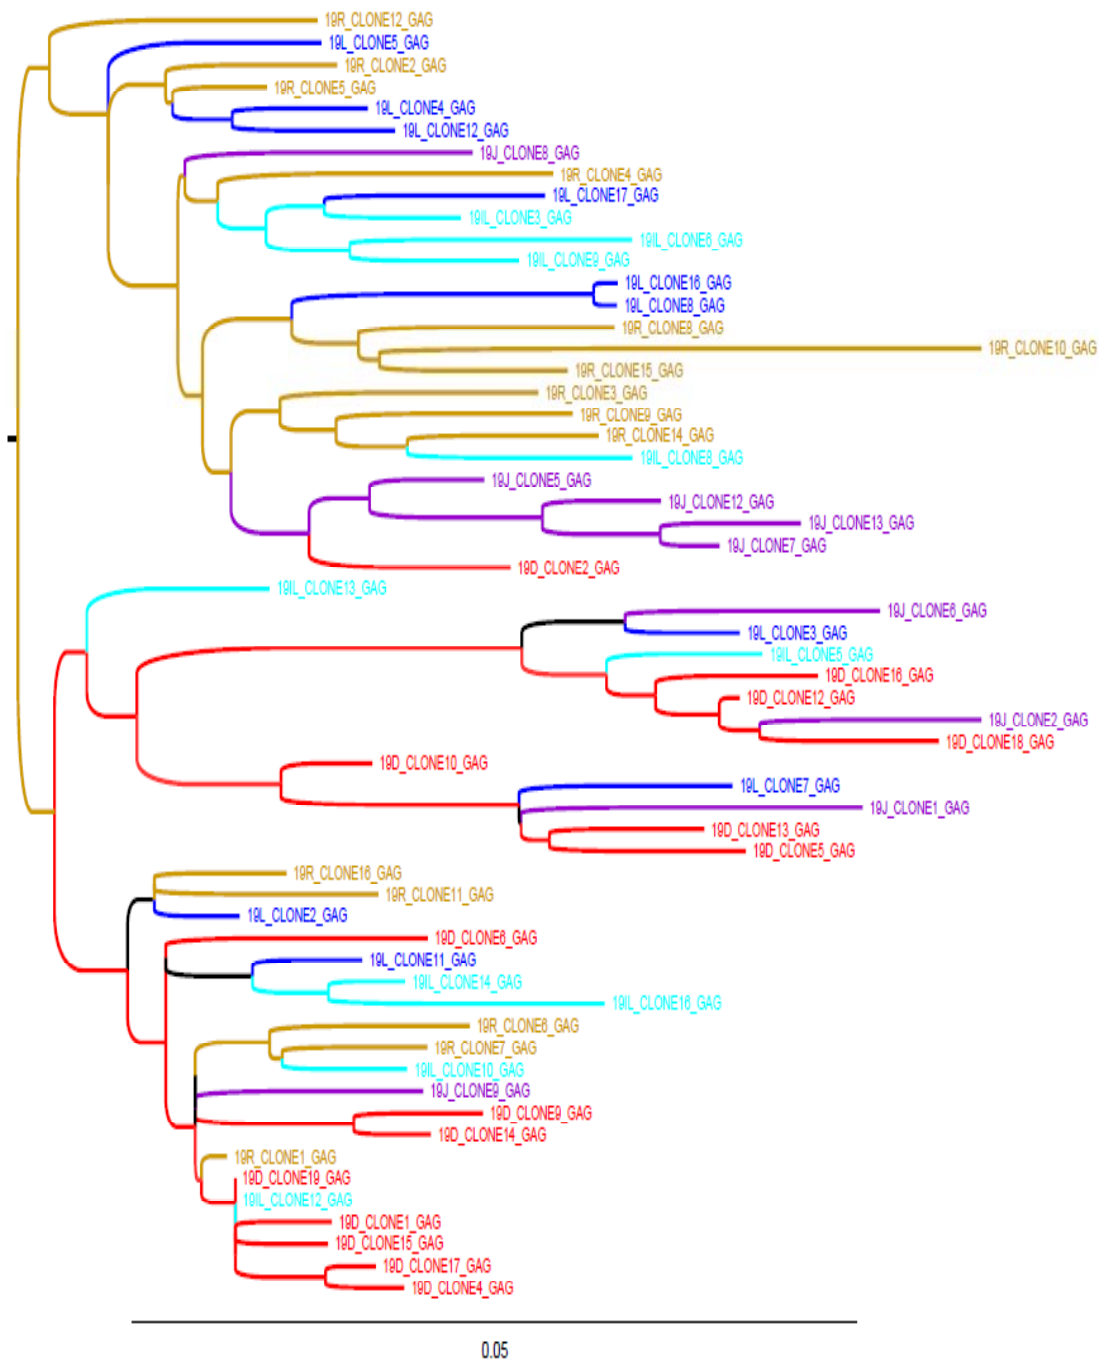 19R_CLONE12_GAG
19L_CLONE5_GAG
19R_CLONE2_GAG
19R_CLONE5_GAG
19L_CLONE4_GAG
19L_CLONE12_GAG
19J_CLONE8_GAG
19R_CLONE4_GAG
19L_CLONE17_GAG
19IL_CLONE3_GAG
19IL_CLONE6_GAG
19IL_CLONE9_GAG
19L_CLONE16_GAG
19L_CLONE8_GAG
19R_CLONE8_GAG
19R_CLONE10_GAG
19R_CLONE15_GAG
19R_CLONE3_GAG
19R_CLONE9_GAG
19R_CLONE14_GAG
19IL_CLONE8_GAG
19J_CLONE5_GAG
19J_CLONE12_GAG
19J_CLONE13_GAG
19J_CLONE7_GAG
19D_CLONE2_GAG
19IL_CLONE13_GAG
19J_CLONE6_GAG
19L_CLONE3_GAG
19IL_CLONE5_GAG
19D_CLONE16_GAG
19D_CLONE12_GAG
19J_CLONE2_GAG
19D_CLONE18_GAG
19D_CLONE10_GAG
19L_CLONE7_GAG
19J_CLONE1_GAG
19D_CLONE13_GAG
19D_CLONE5_GAG
19R_CLONE16_GAG
19R_CLONE11_GAG
19L_CLONE2_GAG
19D_CLONE6_GAG
19L_CLONE11_GAG
19IL_CLONE14_GAG
19IL_CLONE16_GAG
19R_CLONE6_GAG
19R_CLONE7_GAG
19IL_CLONE10_GAG
19J_CLONE9_GAG
19D_CLONE9_GAG
19D_CLONE14_GAG
19R_CLONE1_GAG
19D_CLONE19_GAG
19IL_CLONE12_GAG
19D_CLONE1_GAG
19D_CLONE15_GAG
19D_CLONE17_GAG
19D_CLONE4_GAG
0.05